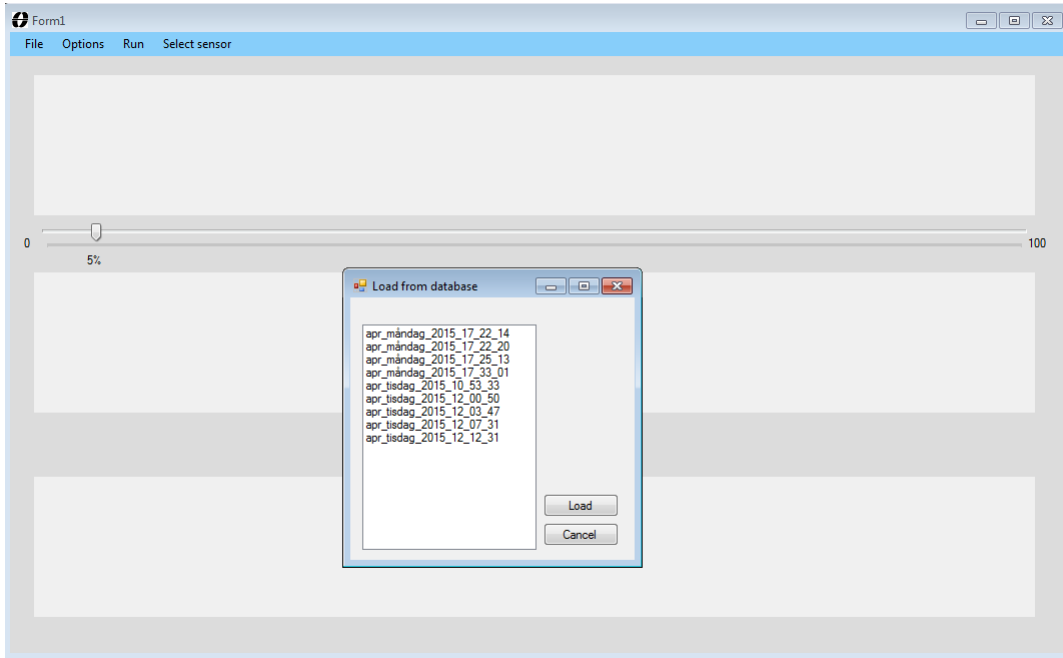 Form1
File Options Run Select sensor
0 100
5%
Load from database
apr_måndag_2015_17_22_14
apr_måndag_2015_17_22_20
apr_måndag_2015_17_25_13
apr_måndag_2015_17_33_01
apr_tisdag_2015_10_53_33
apr_tisdag_2015_12_00_50
apr_tisdag_2015_12_03_47
apr_tisdag_2015_12_07_31
apr_tisdag_2015_12_12_31
Load
Cancel